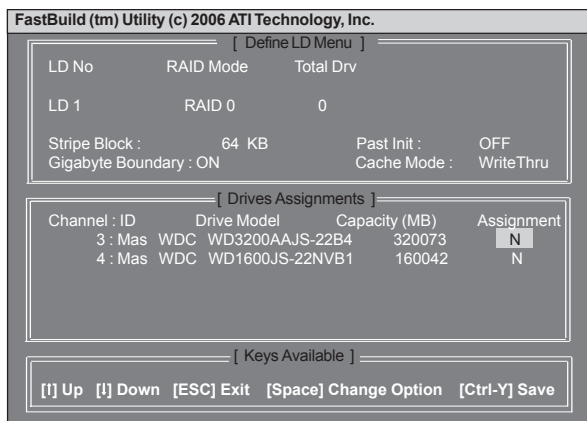 FastBuild (tm) Utility (c) 2006 ATI Technology, Inc.
[ Define LD Menu ]
LD No RAID Mode Total Drv
LD 1 RAID 0 0
Stripe Block : 64 KB Past Init : OFF
Gigabyte Boundary : ON Cache Mode : WriteThru
[ Drives Assignments ]
Channel : ID Drive Model Capacity (MB) Assignment
3 : Mas WDC WD3200AAJS-22B4 320073 N
4 : Mas WDC WD1600JS-22NVB1 160042 N
[ Keys Available ]
[↑] Up [↓] Down [ESC] Exit [Space] Change Option [Ctrl-Y] Save